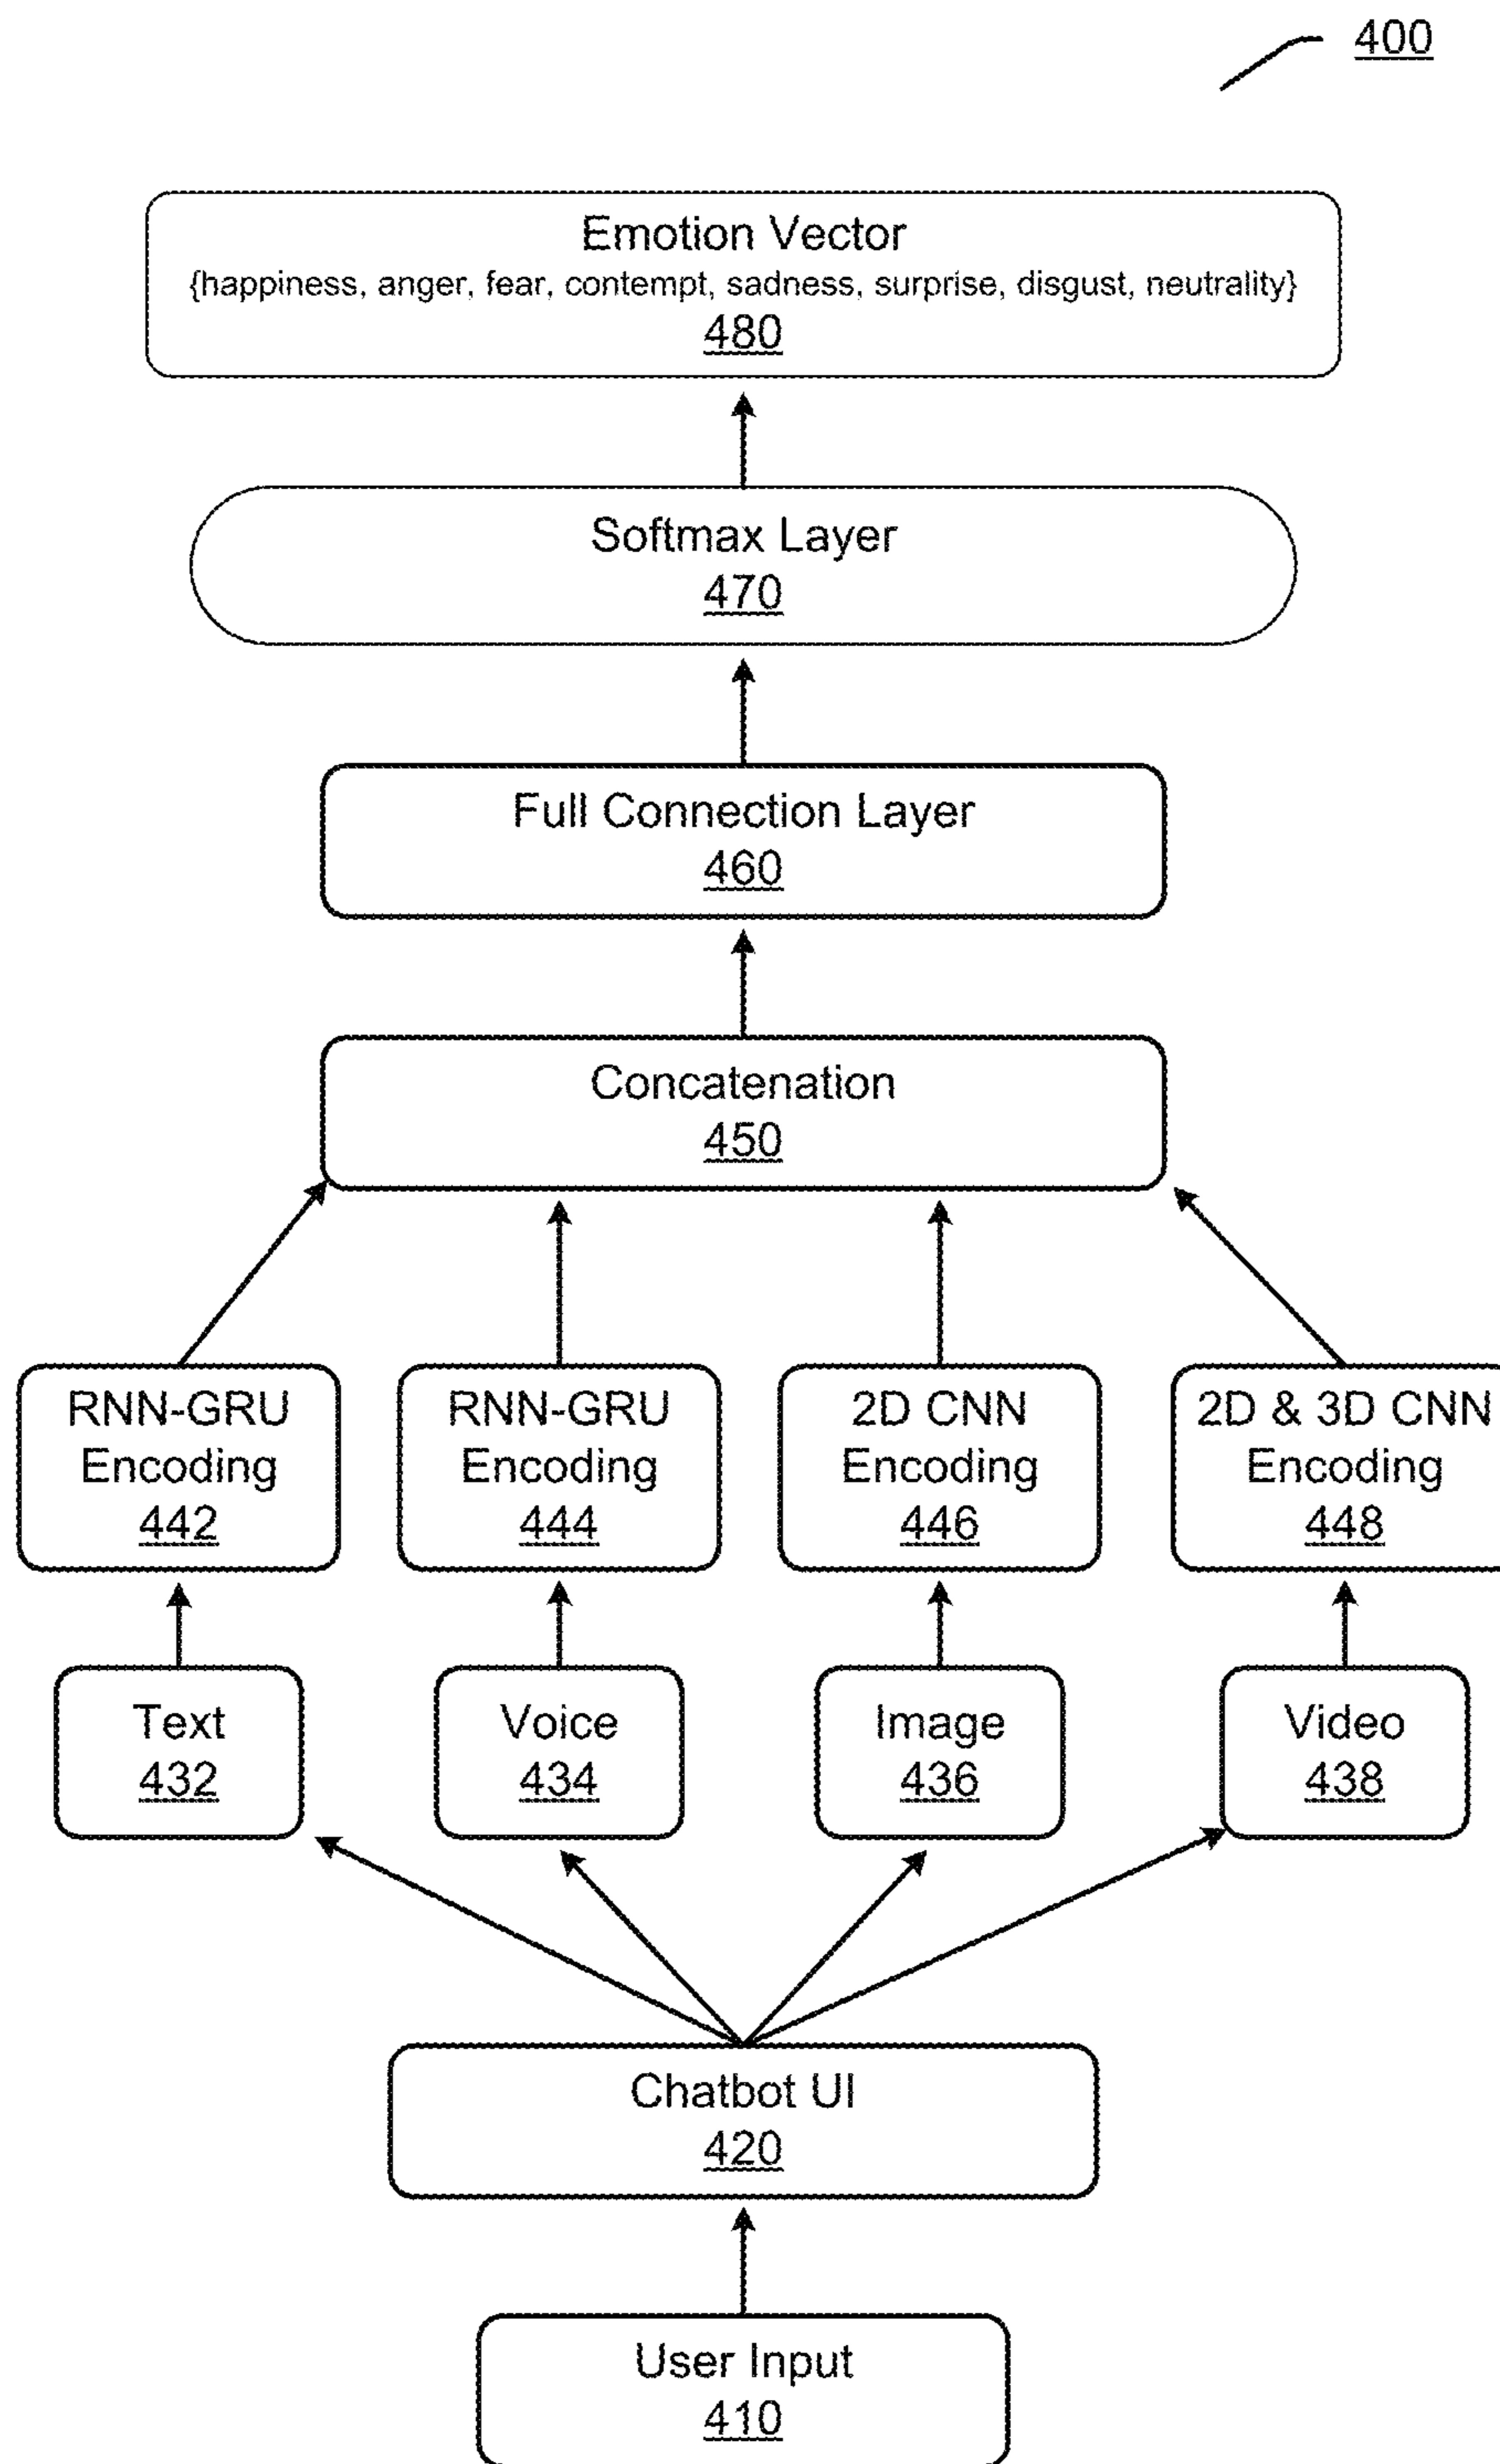 400
Emotion Vector
{happiness, anger, fear, contempt, sadness, surprise, disgust, neutrality}
480
Softmax Layer
470
Full Connection Layer
460
Concatenation
450
RNN-GRU
Encoding
442
RNN-GRU
Encoding
444
2D CNN
Encoding
446
2D & 3D CNN
Encoding
448
Text
432
Voice
434
Image
436
Video
438
Chatbot UI
420
User Input
410